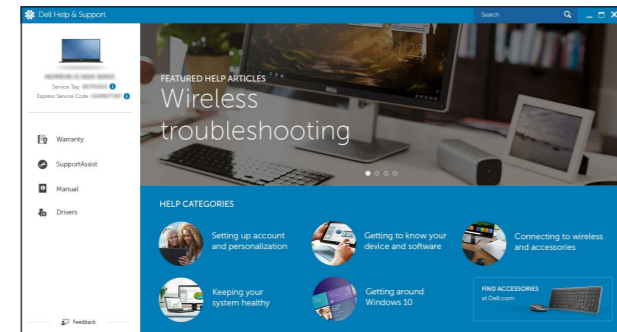 Dell Help & Support
Search
Service Tag:
Express Service Code:
Warranty
SupportAssist
Manual
Drivers
Feedback
FEATURED HELP ARTICLES
Wireless
troubleshooting
HELP CATEGORIES
Setting up account
and personalization
Getting to know your
device and software
Connecting to wireless
and accessories
Keeping your
system healthy
Getting around
Windows 10
FIND ACCESSORIES
at Dell.com